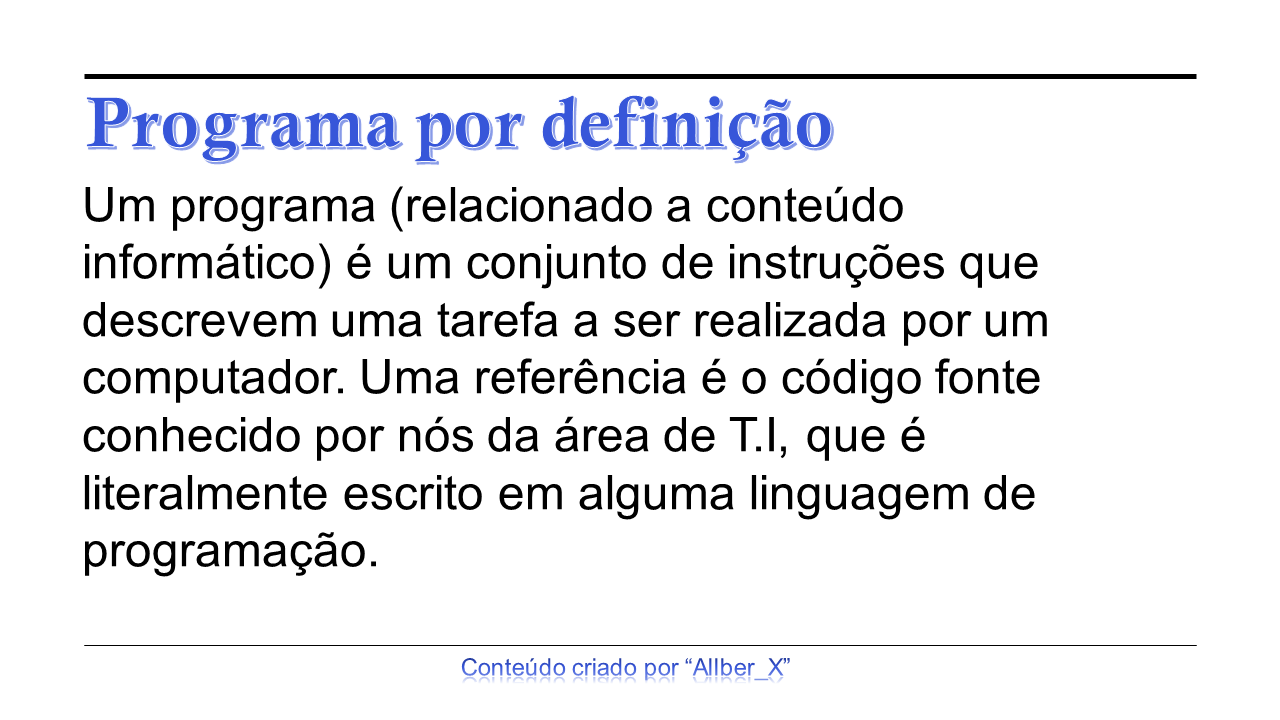 Programa por definição
Um programa (relacionado a conteúdo
informático) é um conjunto de instruções que
descrevem uma tarefa a ser realizada por um
computador. Uma referência é o código fonte
conhecido por nós da área de T.I, que é
literalmente escrito em alguma linguagem de
programação.
Conteúdo criado por “Allber_X”